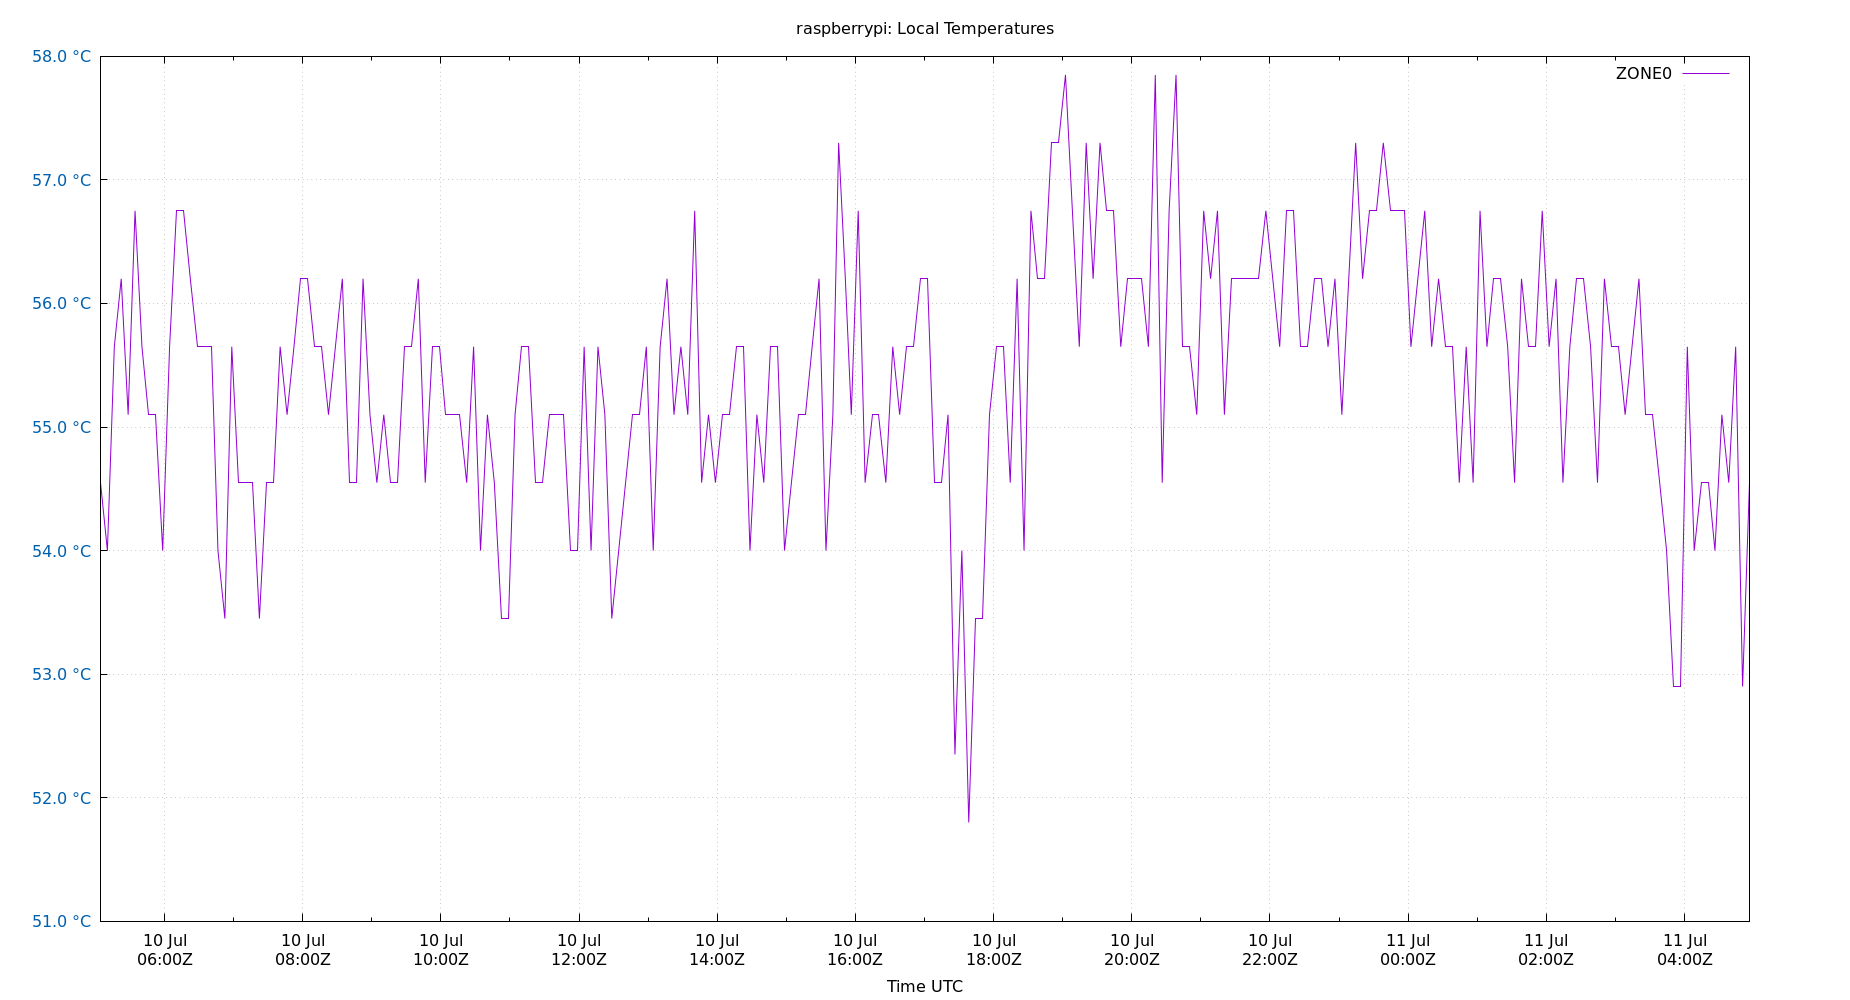 raspberrypi: Local Temperatures
58.0 °C
ZONE0
57.0 °C
56.0 °C
55.0 °C
54.0 °C
53.0 °C
52.0 °C
51.0 °C
10 Jul 10 Jul 10 Jul 10 Jul 10 Jul 10 Jul 10 Jul 10 Jul 10 Jul 11 Jul 11 Jul 11 Jul
06:00Z 08:00Z 10:00Z 12:00Z 14:00Z 16:00Z 18:00Z 20:00Z 22:00Z 00:00Z 02:00Z 04:00Z
Time UTC